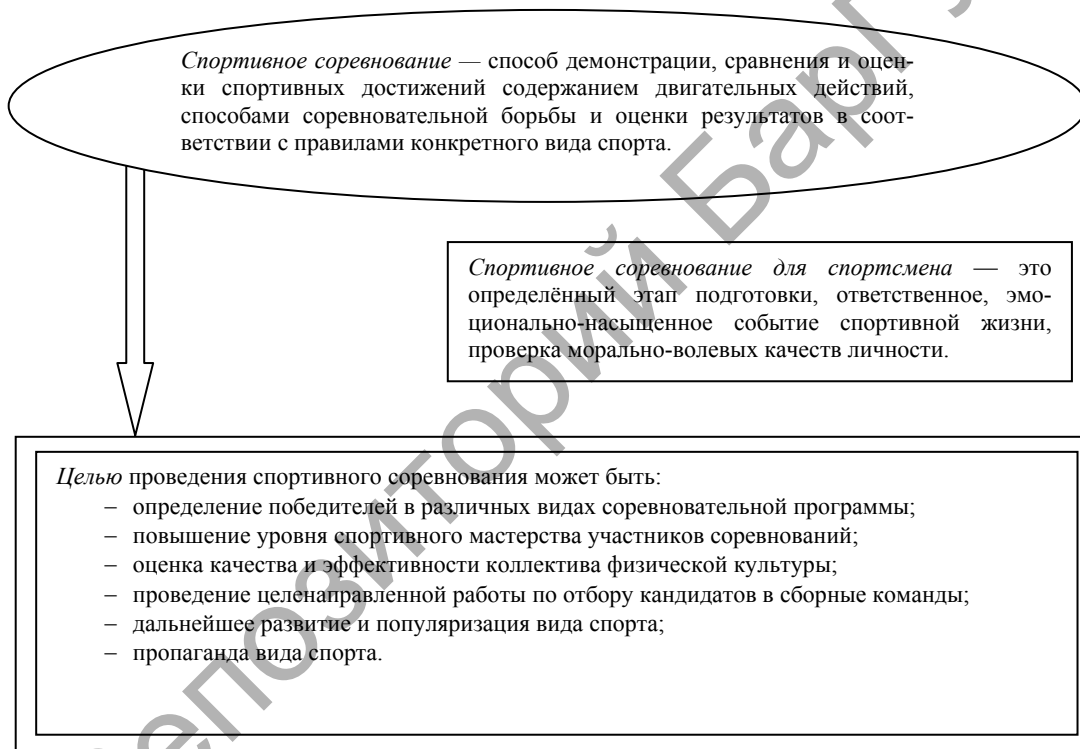 Спортивное соревнование — способ демонстрации, сравнения и оцен-
ки спортивных достижений содержанием двигательных действий,
способами соревновательной борьбы и оценки результатов в соот-
ветствии с правилами конкретного вида спорта.
Спортивное соревнование для спортсмена — это
определённый этап подготовки, ответственное, эмо-
ционально-насыщенное событие спортивной жизни,
проверка морально-волевых качеств личности.
Целью проведения спортивного соревнования может быть:
– определение победителей в различных видах соревновательной программы;
– повышение уровня спортивного мастерства участников соревнований;
– оценка качества и эффективности коллектива физической культуры;
– проведение целенаправленной работы по отбору кандидатов в сборные команды;
– дальнейшее развитие и популяризация вида спорта;
– пропаганда вида спорта.